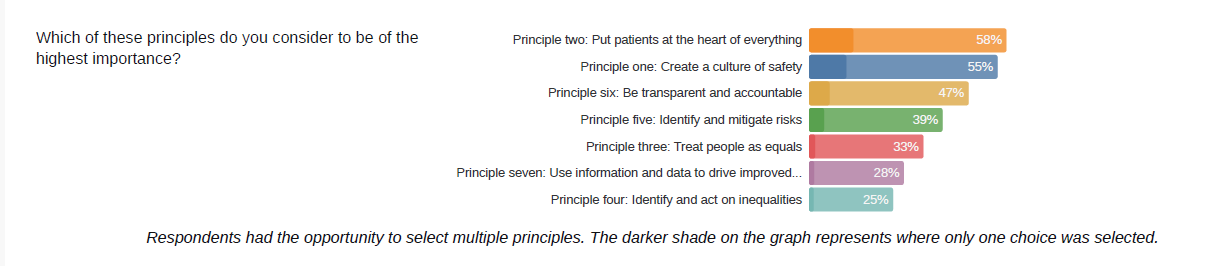 Which of these principles do you consider to be of the
highest importance?
Principle two: Put patients at the heart of everything 58%
Principle one: Create a culture of safety 55%
Principle six: Be transparent and accountable 47%
Principle five: Identify and mitigate risks 39%
Principle three: Treat people as equals 33%
Principle seven: Use information and data to drive improved... 28%
Principle four: Identify and act on inequalities 25%
Respondents had the opportunity to select multiple principles. The darker shade on the graph represents where only one choice was selected.